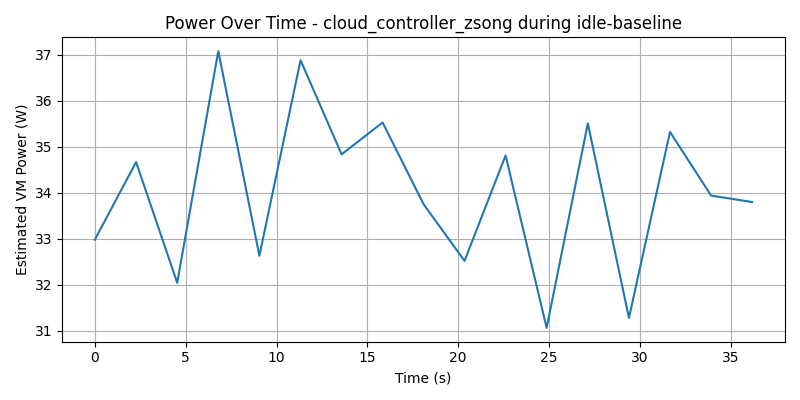 Power Over Time - cloud_controller_zsong during idle-baseline
Estimated VM Power (W)
37
36
35
34
33
32
31
0 5 10 15 20 25 30 35
Time (s)